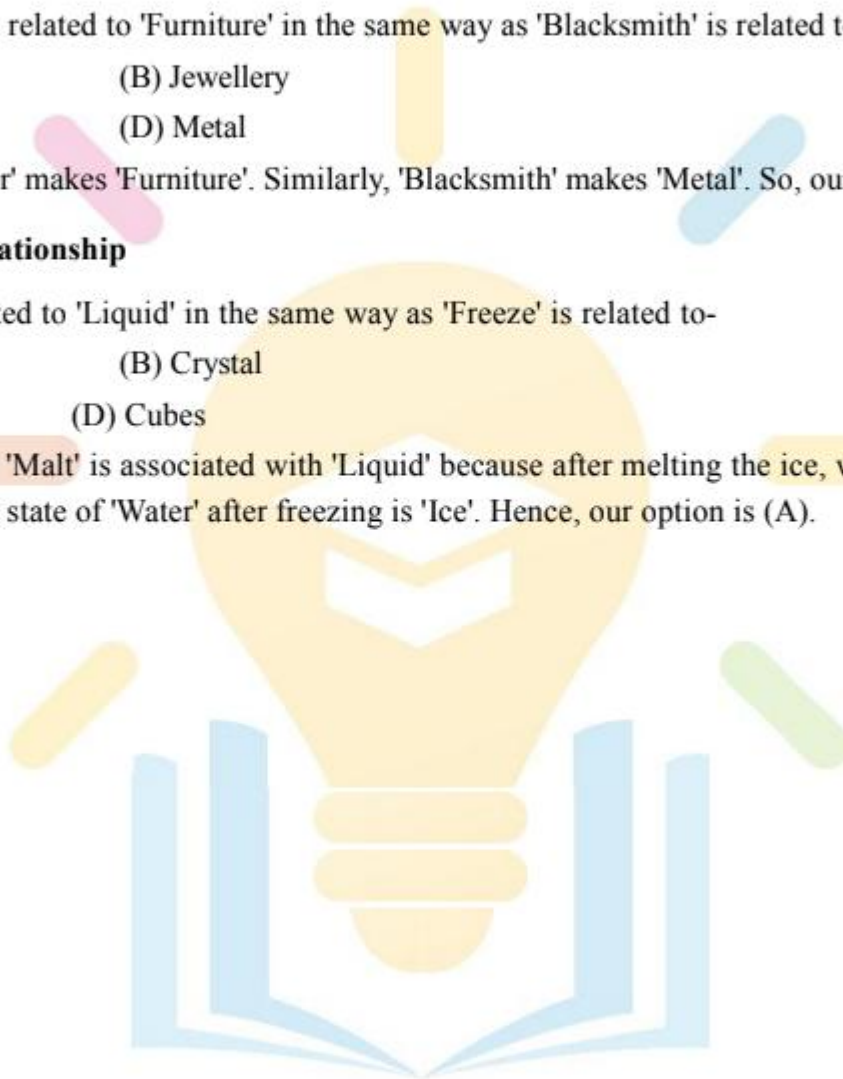 related to 'Furniture' in the same way as 'Blacksmith' is related
(B) Jewellery
(D) Metal
makes 'Furniture'. Similarly, 'Blacksmith' makes 'Metal'. So,
ationship
to 'Liquid' in the same way as 'Freeze' is related to-
(B) Crystal
(D) Cubes
'Malt' is associated with 'Liquid' because after melting the ice,
state of 'Water' after freezing is 'Ice'. Hence, our option is (A).